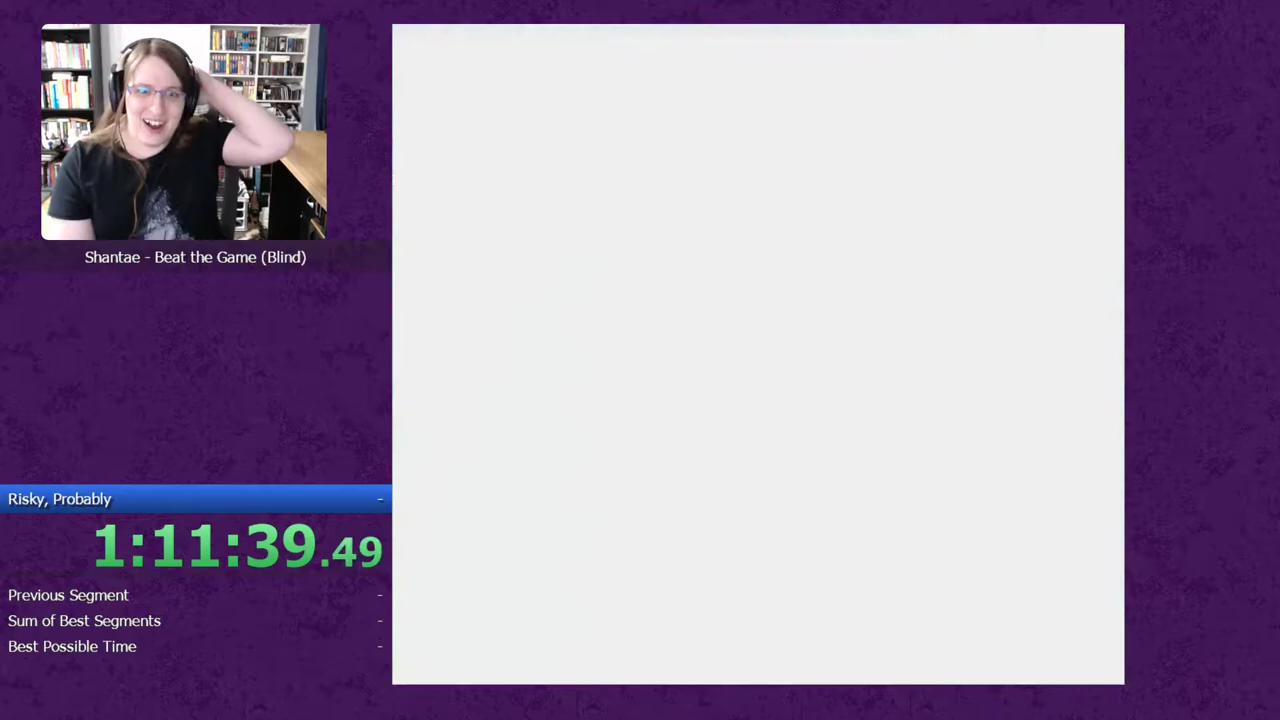 Shantae - Beat the Game (Blind)
Risky, Probably -
1:11:39.49
Previous Segment -
Sum of Best Segments -
Best Possible Time -